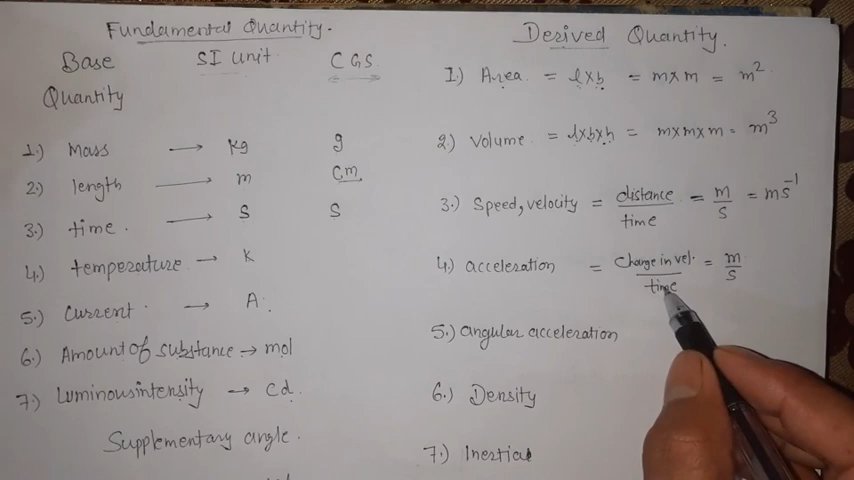 Fundamental Quantity.
Base Quantity
SI Unit
CGS
1.) Mass → Kg g
2.) length → m Cm
3.) time. → S S
4.) temperature → K
5.) Current. → A.
6.) Amount of substance → mol
7.) Luminous intensity → Cd.
Supplementary angle.
Derived Quantity.
1.) Area. = l×b = m×m = m²
2.) Volume. = l×b×h = m×m×m = m³
3.) Speed, velocity = distance/time = m/s = ms⁻¹
4.) acceleration = Change in vel./time = m/s
5.) angular acceleration
6.) Density
7.) Inertia